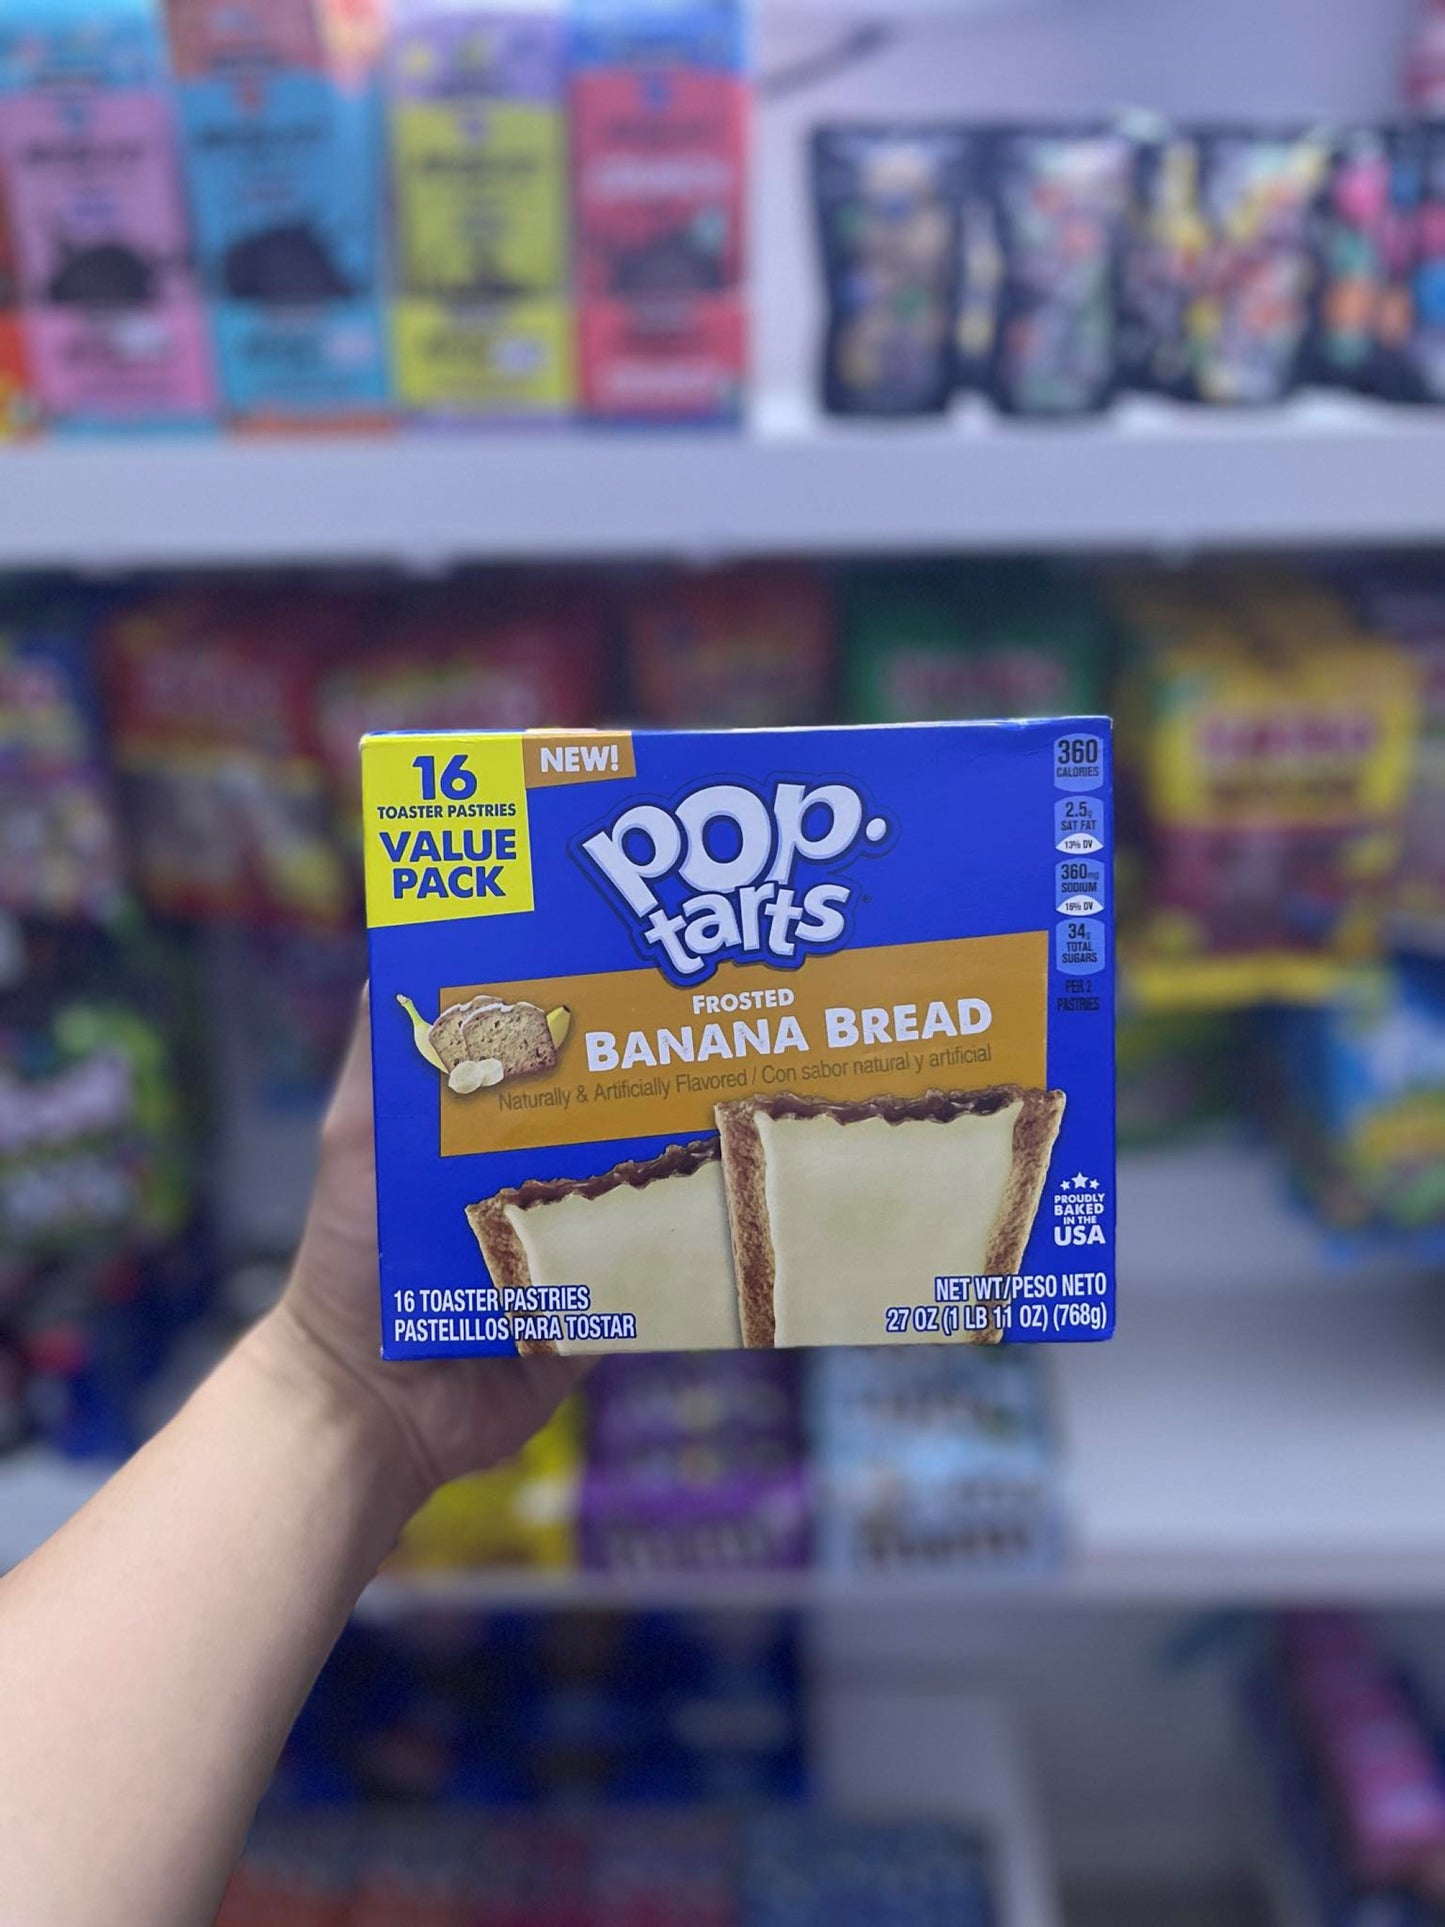 16
TOASTER PASTRIES
VALUE
PACK
NEW!
pop.
tarts
®
FROSTED
BANANA BREAD
Naturally & Artificially Flavored / Con sabor natural y artificial
360
CALORIES
2.5g
SAT FAT
13% DV
360mg
SODIUM
16% DV
34g
TOTAL
SUGARS
PER 2
PASTRIES
PROUDLY
BAKED
IN THE
USA
16 TOASTER PASTRIES
PASTELILLOS PARA TOSTAR
NET WT/PESO NETO
27 OZ (1 LB 11 OZ) (768g)